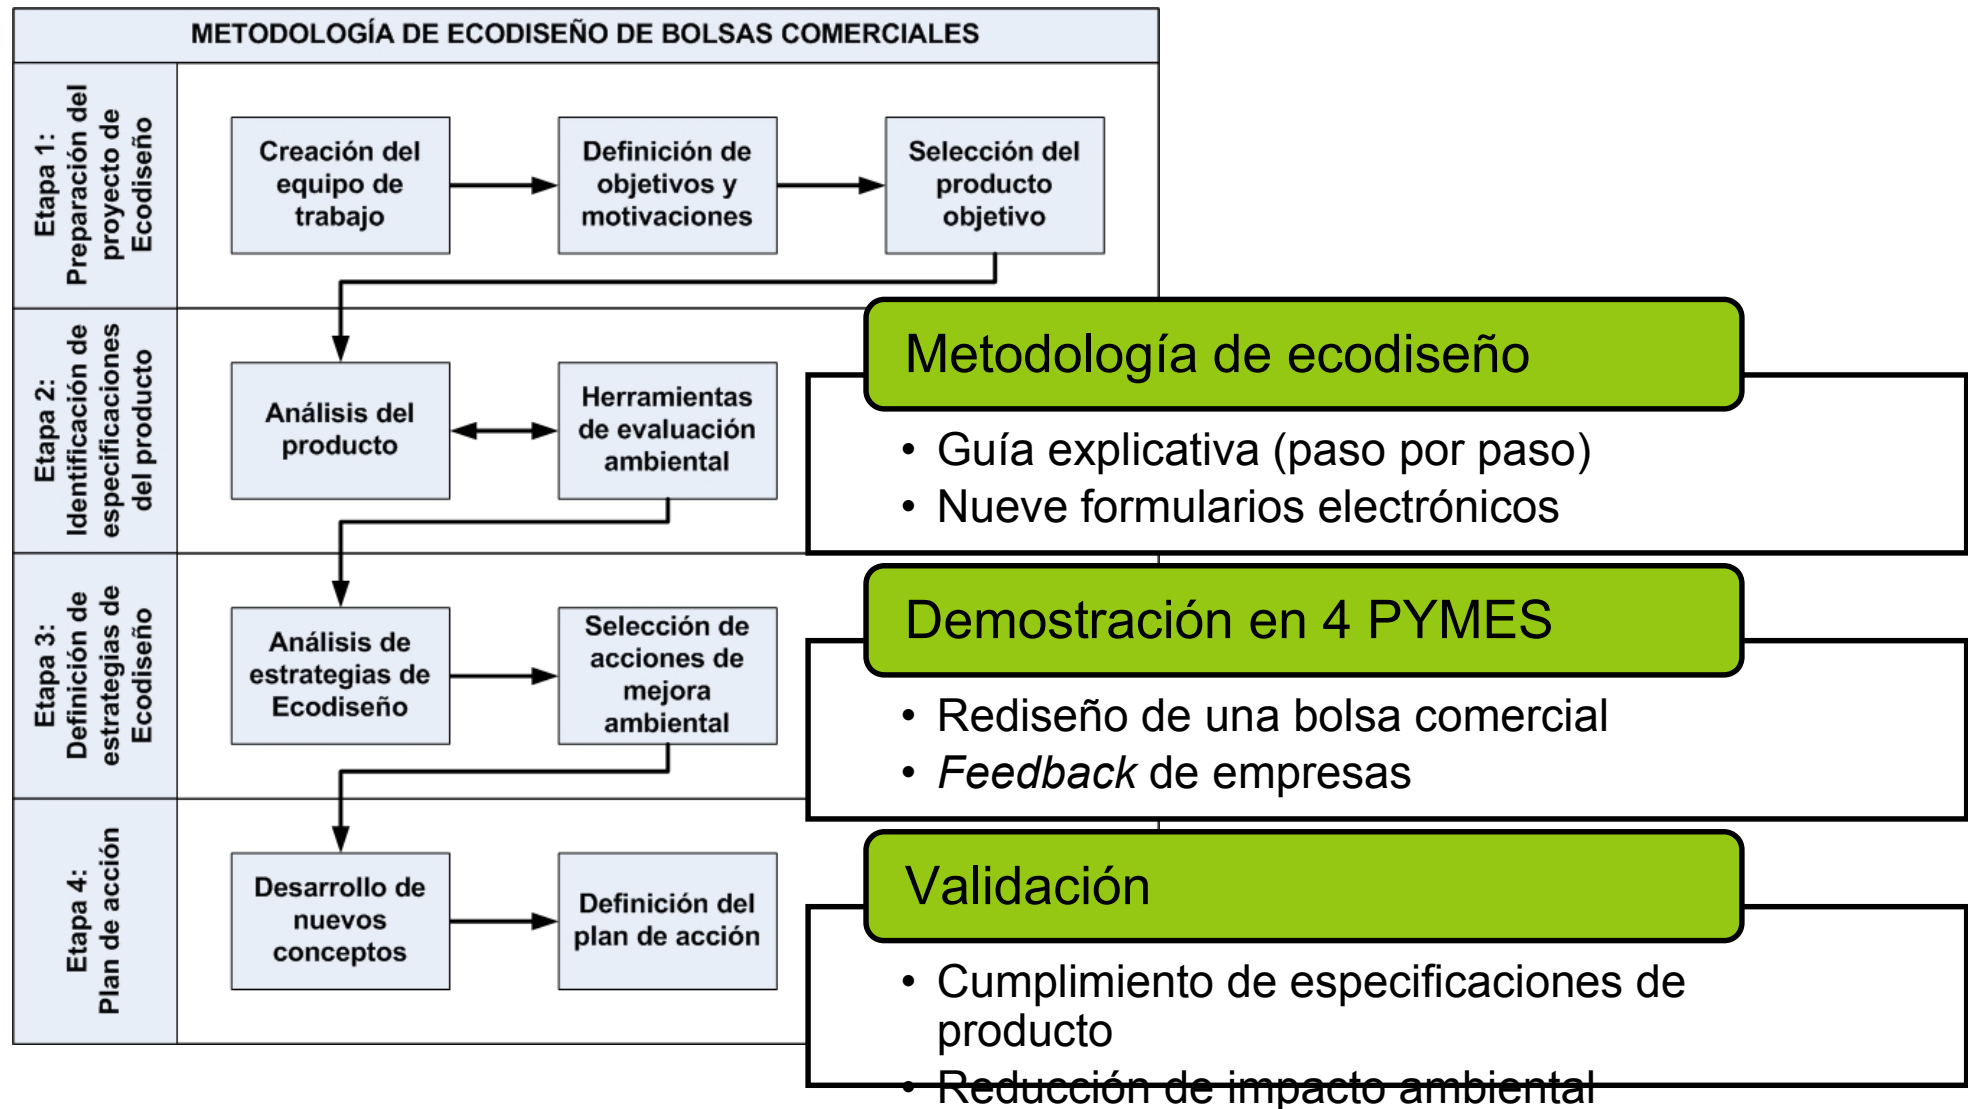 METODOLOGÍA DE ECODISEÑO DE BOLSAS COMERCIALES
Etapa 1:
Preparación del
proyecto de
Ecodiseño
Creación del
equipo de
trabajo
Definición de
objetivos y
motivaciones
Selección del
producto
objetivo
Etapa 2:
Identificación de
especificaciones
del producto
Análisis del
producto
Herramientas
de evaluación
ambiental
Etapa 3:
Definición de
estrategias de
Ecodiseño
Análisis de
estrategias de
Ecodiseño
Selección de
acciones de
mejora
ambiental
Etapa 4:
Plan de acción
Desarrollo de
nuevos
conceptos
Definición del
plan de acción
Metodología de ecodiseño
• Guía explicativa (paso por paso)
• Nueve formularios electrónicos
Demostración en 4 PYMES
• Rediseño de una bolsa comercial
• Feedback de empresas
Validación
• Cumplimiento de especificaciones de
producto
• Reducción de impacto ambiental